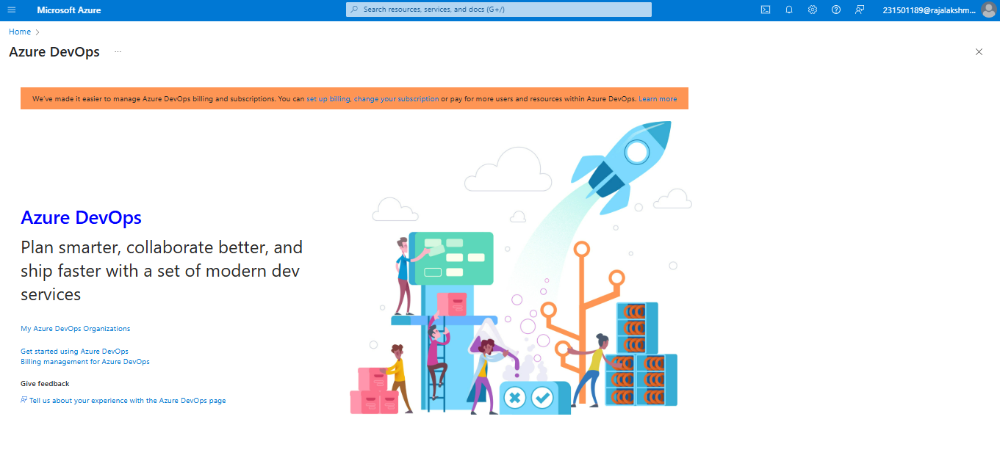 Microsoft Azure
Search resources, services, and docs (G+/)
231501189@rajalakshm...
Home
Azure DevOps ...
We've made it easier to manage Azure DevOps billing and subscriptions. You can set up billing, change your subscription or pay for more users and resources within Azure DevOps. Learn more
Azure DevOps
Plan smarter, collaborate better, and
ship faster with a set of modern dev
services
My Azure DevOps Organizations
Get started using Azure DevOps
Billing management for Azure DevOps
Give feedback
Tell us about your experience with the Azure DevOps page